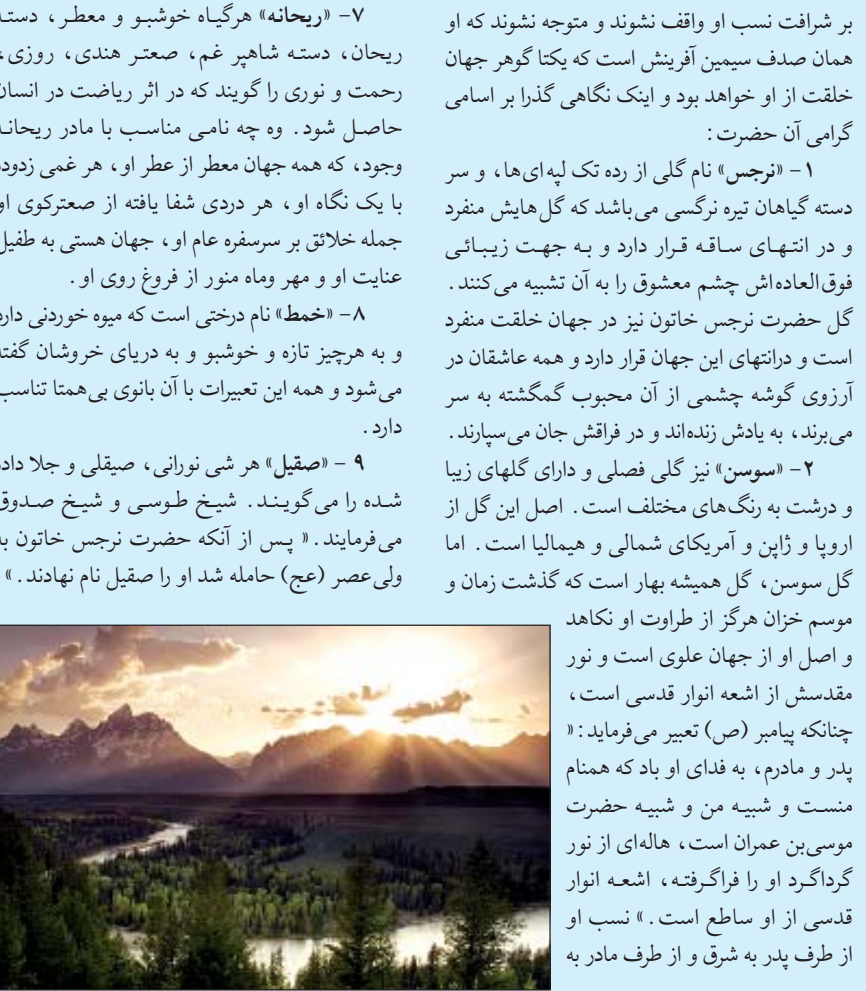 بر شرافت نسب او واقف نشوند و متوجه نشوند که او
همان صدف سیمین آفرینش است که یکتا گوهر جهان
خلقت از او خواهد بود و اینک نگاهی گذرا بر اسامی
گرامی آن حضرت:
۱- «نرجس» نام گلی از رده تک لپه‌ای‌ها، و سر
دسته گیاهان تیره نرگسی می‌باشد که گل‌هایش منفرد
و در انتهای ساقه قرار دارد و به جهت زیبائی
فوق‌العاده‌اش چشم معشوق را به آن تشبیه می‌کنند.
گل حضرت نرجس خاتون نیز در جهان خلقت منفرد
است و درانتهای این جهان قرار دارد و همه عاشقان در
آرزوی گوشه چشمی از آن محبوب گمگشته به سر
می‌برند، به یادش زنده‌اند و در فراقش جان می‌سپارند.
۲- «سوسن» نیز گلی فصلی و دارای گلهای زیبا
و درشت به رنگ‌های مختلف است. اصل این گل از
اروپا و ژاپن و آمریکای شمالی و هیمالیا است. اما
گل سوسن، گل همیشه بهار است که گذشت زمان و
موسم خزان هرگز از طراوت او نکاهد
و اصل او از جهان علوی است و نور
مقدسش از اشعه انوار قدسی است،
چنانکه پیامبر (ص) تعبیر می‌فرماید: «
پدر و مادرم، به فدای او باد که همنام
منست و شبیه من و شبیه حضرت
موسی‌بن عمران است، هاله‌ای از نور
گرداگرد او را فراگرفته، اشعه انوار
قدسی از او ساطع است.» نسب او
از طرف پدر به شرق و از طرف مادر به
۷- «ریحانه» هرگیاه خوشبو و معطر، دسته
ریحان، دسته شاهپر غم، صعتر هندی، روزی،
رحمت و نوری را گویند که در اثر ریاضت در انسان
حاصل شود. وه چه نامی مناسب با مادر ریحانه
وجود، که همه جهان معطر از عطر او، هر غمی زدوده
با یک نگاه او، هر دردی شفا یافته از صعترکوی او
جمله خلائق بر سرسفره عام او، جهان هستی به طفیل
عنایت او و مهر وماه منور از فروغ روی او.
۸- «خمط» نام درختی است که میوه خوردنی دارد
و به هرچیز تازه و خوشبو و به دریای خروشان گفته
می‌شود و همه این تعبیرات با آن بانوی بی‌همتا تناسب
دارد.
۹- «صقیل» هر شی نورانی، صیقلی و جلا داده
شده را می‌گویند. شیخ طوسی و شیخ صدوق
می‌فرمایند. « پس از آنکه حضرت نرجس خاتون به
ولی‌عصر (عج) حامله شد او را صقیل نام نهادند.»